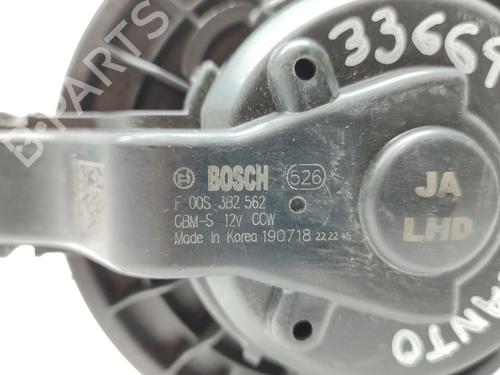 B-PARTS
33669
BOSCH 526
F 00S 3B2 562
CBM-S 12V CCW
Made in Korea 190718 22 22 45
JA
LHD
B-PARTS